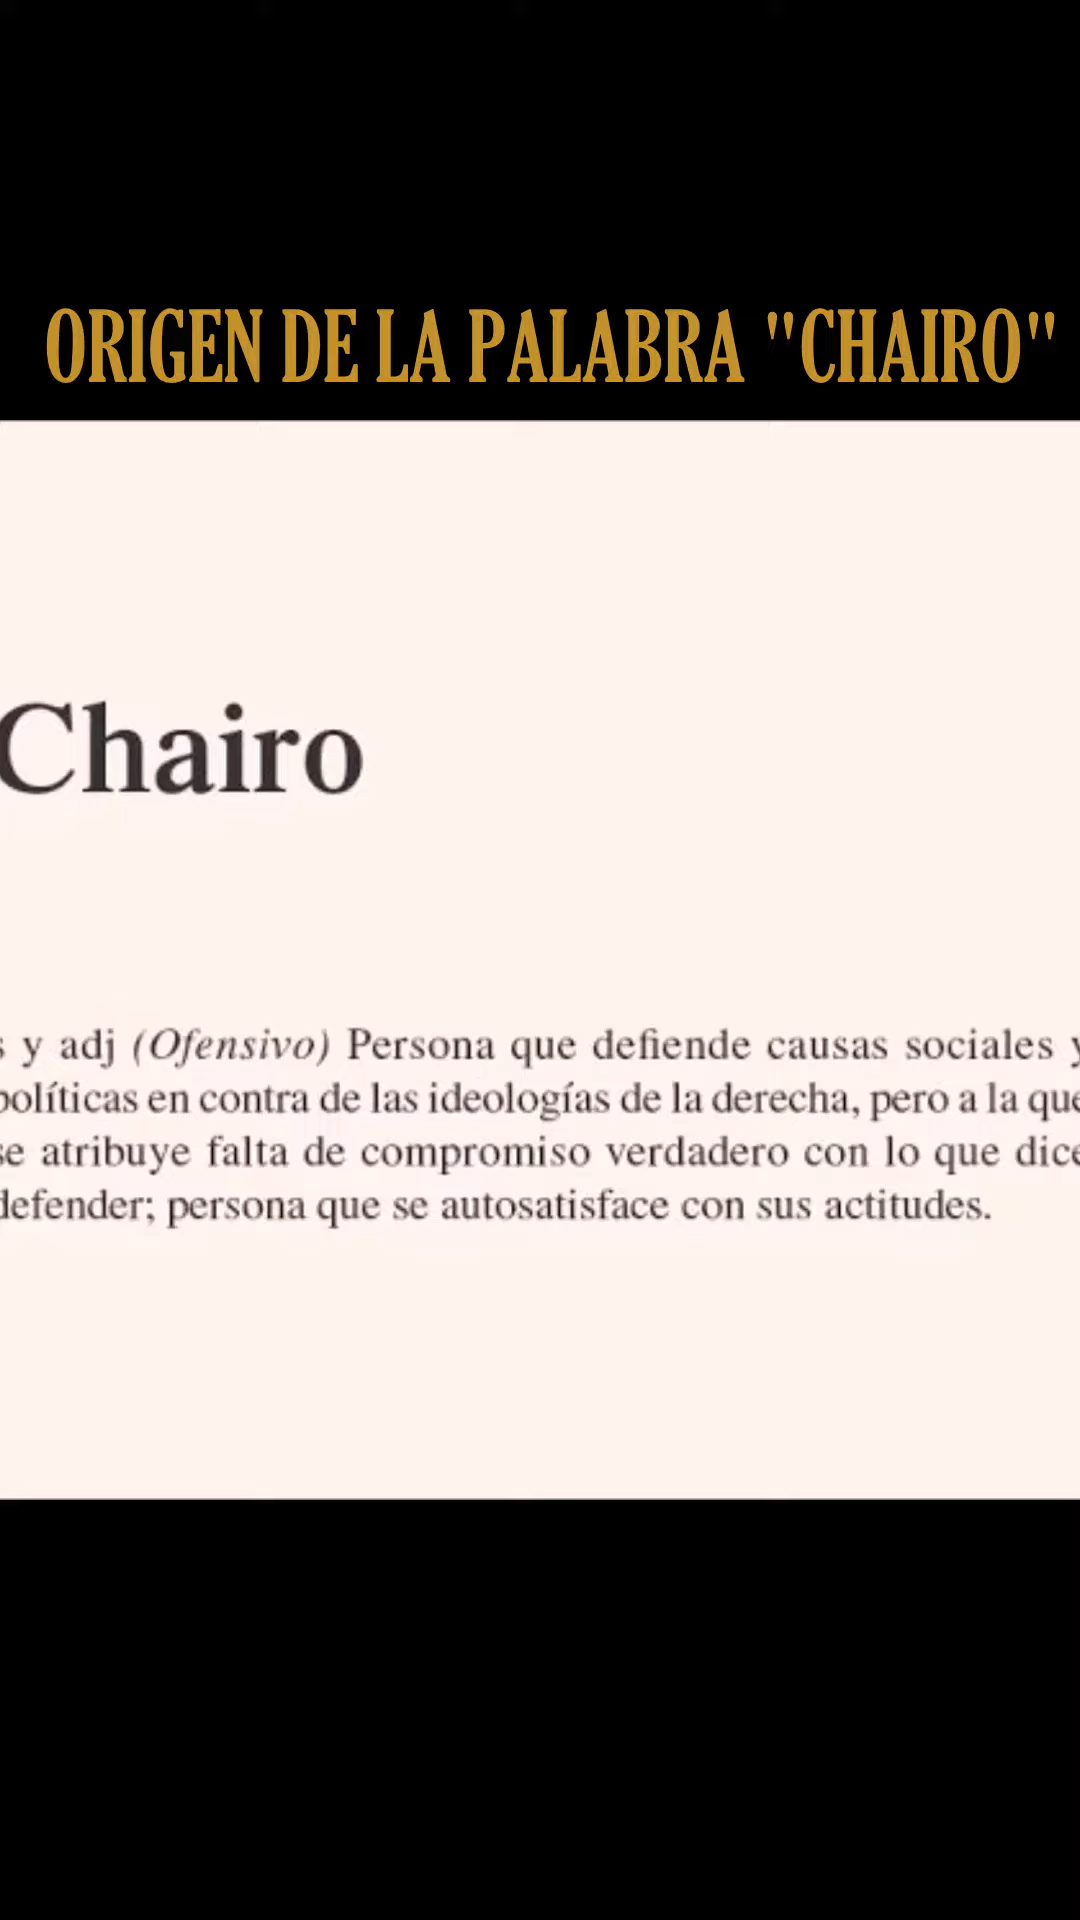 ORIGEN DE LA PALABRA "CHAIRO"
Chairo
s y adj (Ofensivo) Persona que defiende causas sociales y
políticas en contra de las ideologías de la derecha, pero a la que
se atribuye falta de compromiso verdadero con lo que dice
defender; persona que se autosatisface con sus actitudes.